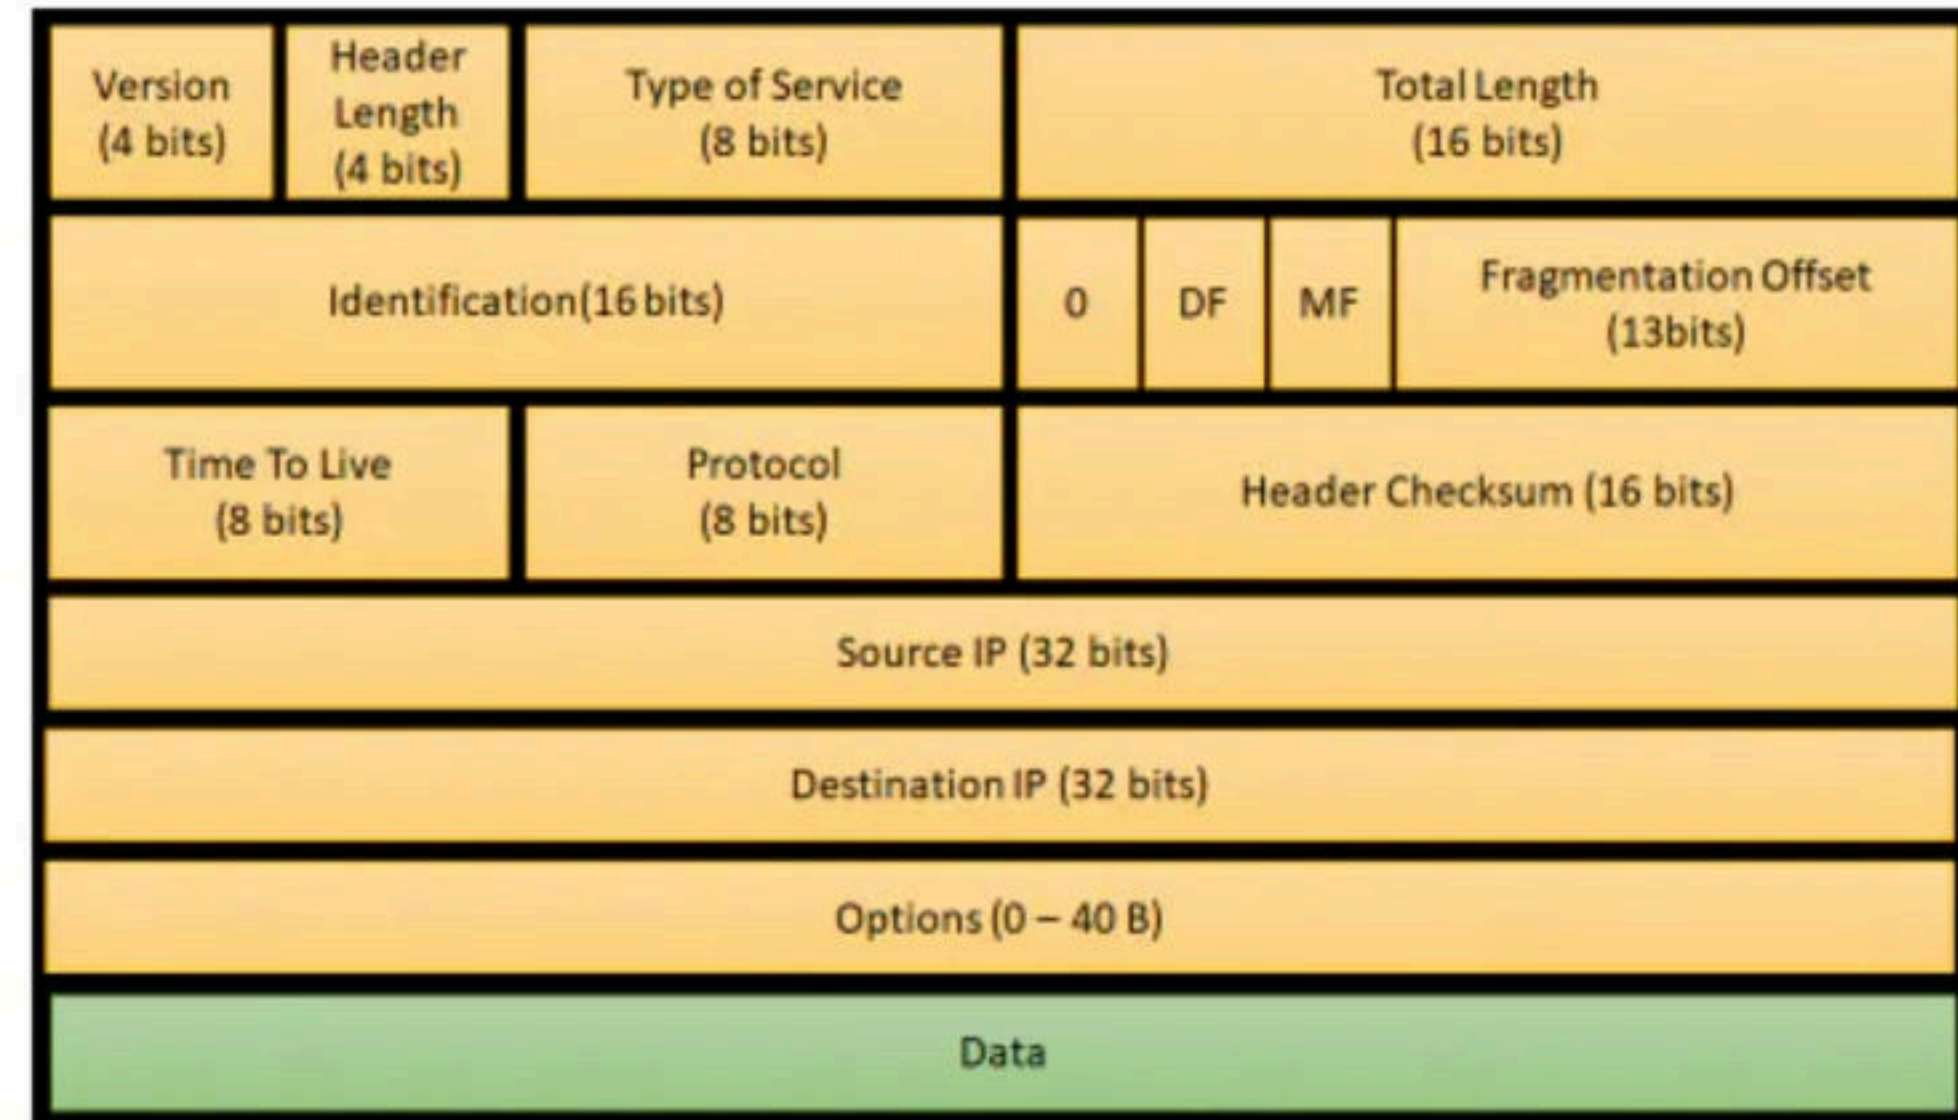 Version
(4 bits)
Header
Length
(4 bits)
Type of Service
(8 bits)
Total Length
(16 bits)
Identification(16 bits)
0
DF
MF
Fragmentation Offset
(13bits)
Time To Live
(8 bits)
Protocol
(8 bits)
Header Checksum (16 bits)
Source IP (32 bits)
Destination IP (32 bits)
Options (0 – 40 B)
Data